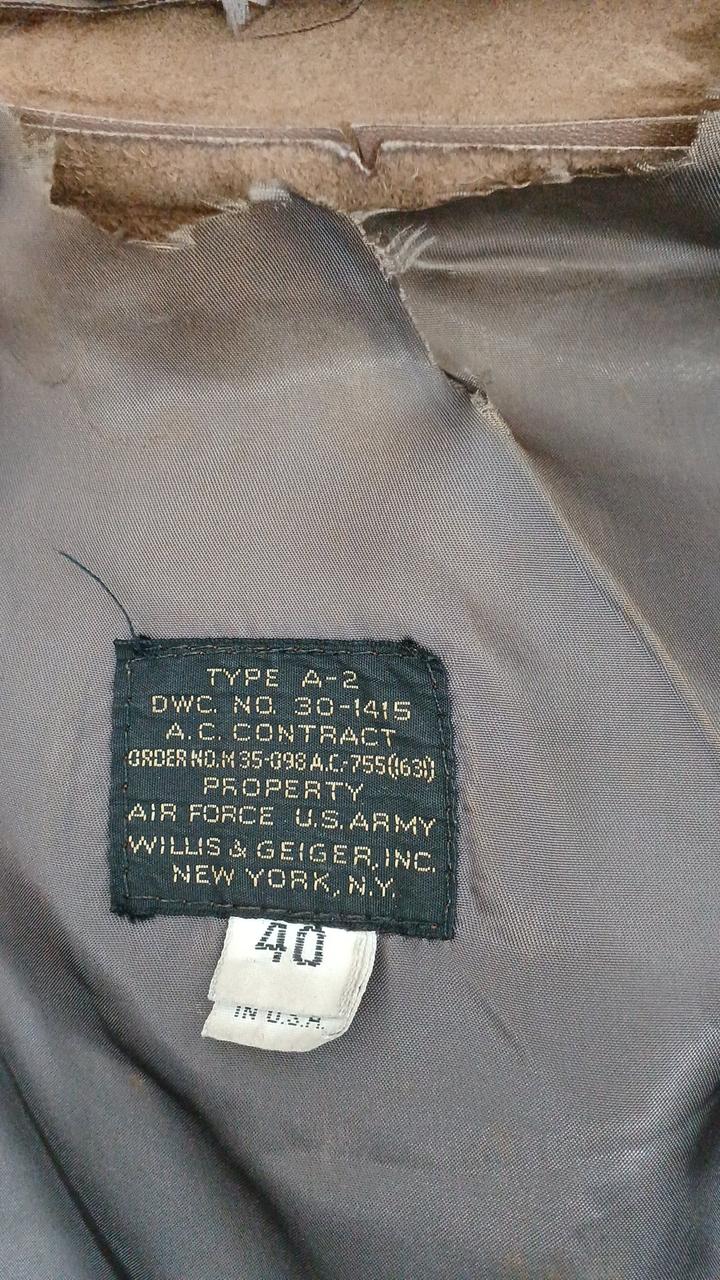 TYPE A-2
DWG. NO. 30-1415
A.C. CONTRACT
ORDER NO. M 35-098 A.C.-755(1631)
PROPERTY
AIR FORCE U.S. ARMY
WILLIS & GEIGER, INC.
NEW YORK, N.Y.
40
IN U.S.A.